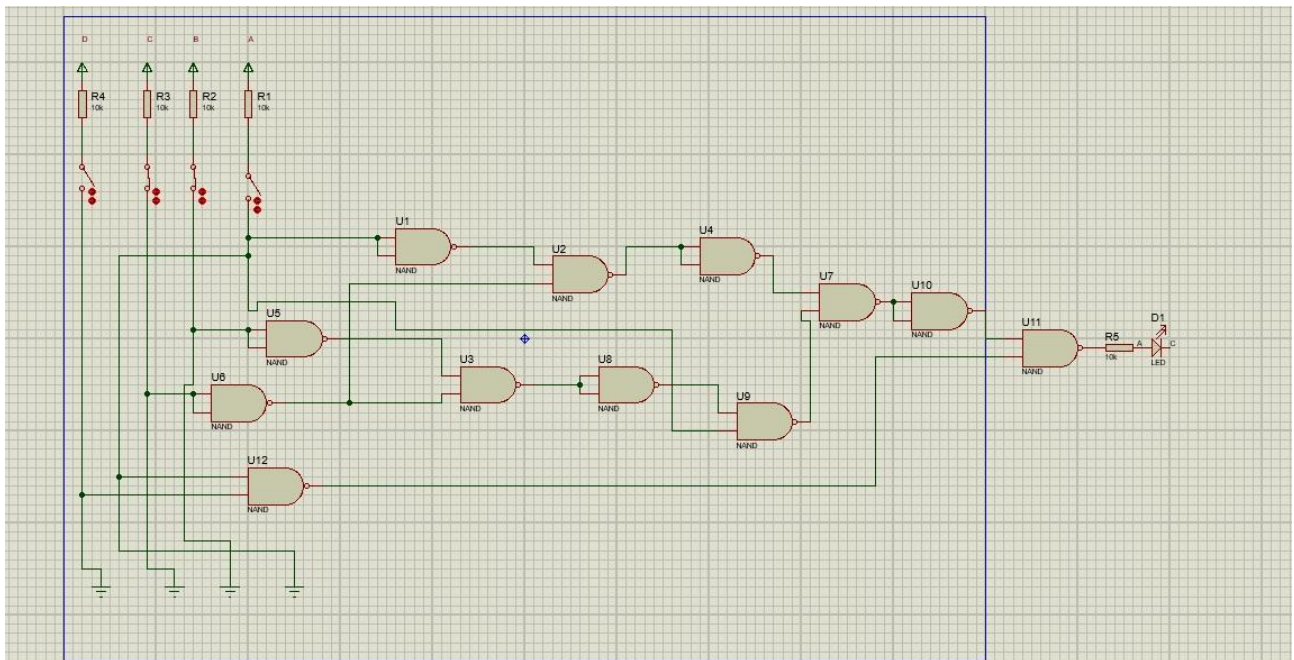 D C B A
R4 R3 R2 R1
10k 10k 10k 10k
U1
NAND
U2
NAND
U4
NAND
U7
NAND
U10
NAND
U5
NAND
U11
NAND
R5
10k
D1
A C
LED
U3
NAND
U8
NAND
U6
NAND
U9
NAND
U12
NAND